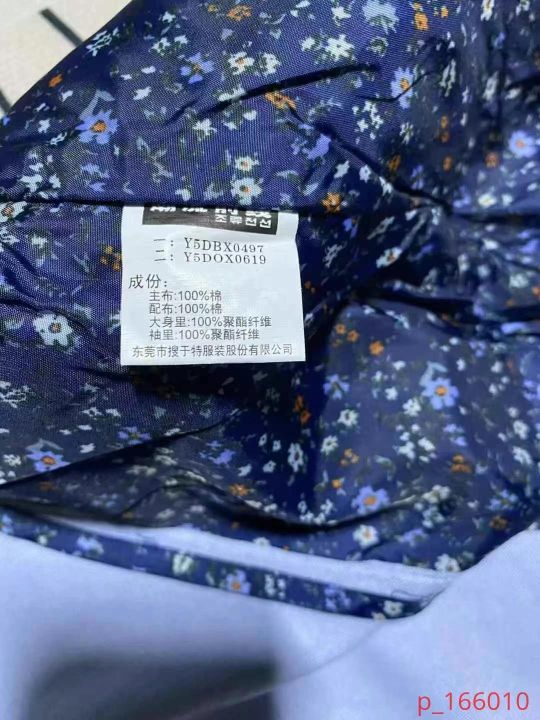 一: Y5DBX0497
二: Y5DOX0619
成份:
主布:100%棉
配布:100%棉
大身里:100%聚酯纤维
袖里:100%聚酯纤维
东莞市搜于特服装股份有限公司
p_166010